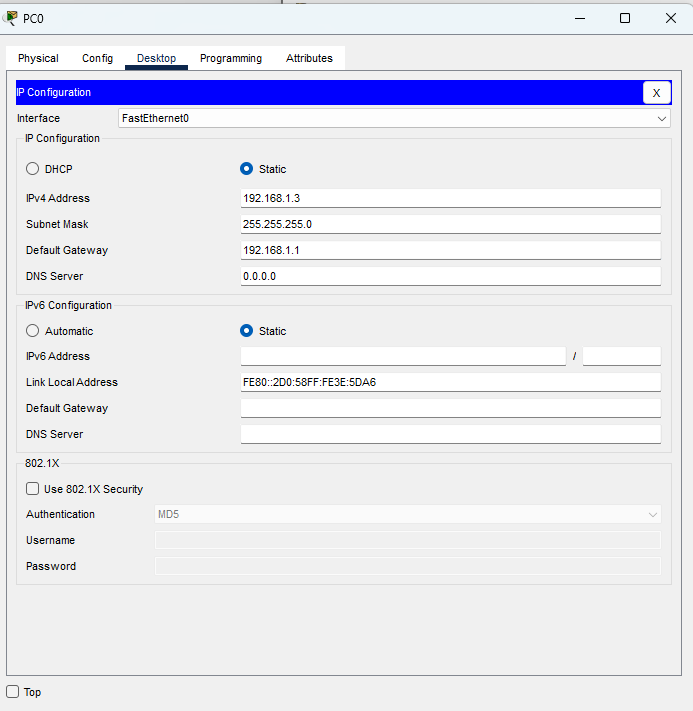 PC0
Physical Config Desktop Programming Attributes
IP Configuration X
Interface FastEthernet0
IP Configuration
DHCP Static
IPv4 Address 192.168.1.3
Subnet Mask 255.255.255.0
Default Gateway 192.168.1.1
DNS Server 0.0.0.0
IPv6 Configuration
Automatic Static
IPv6 Address /
Link Local Address FE80::2D0:58FF:FE3E:5DA6
Default Gateway
DNS Server
802.1X
Use 802.1X Security
Authentication MD5
Username
Password
Top